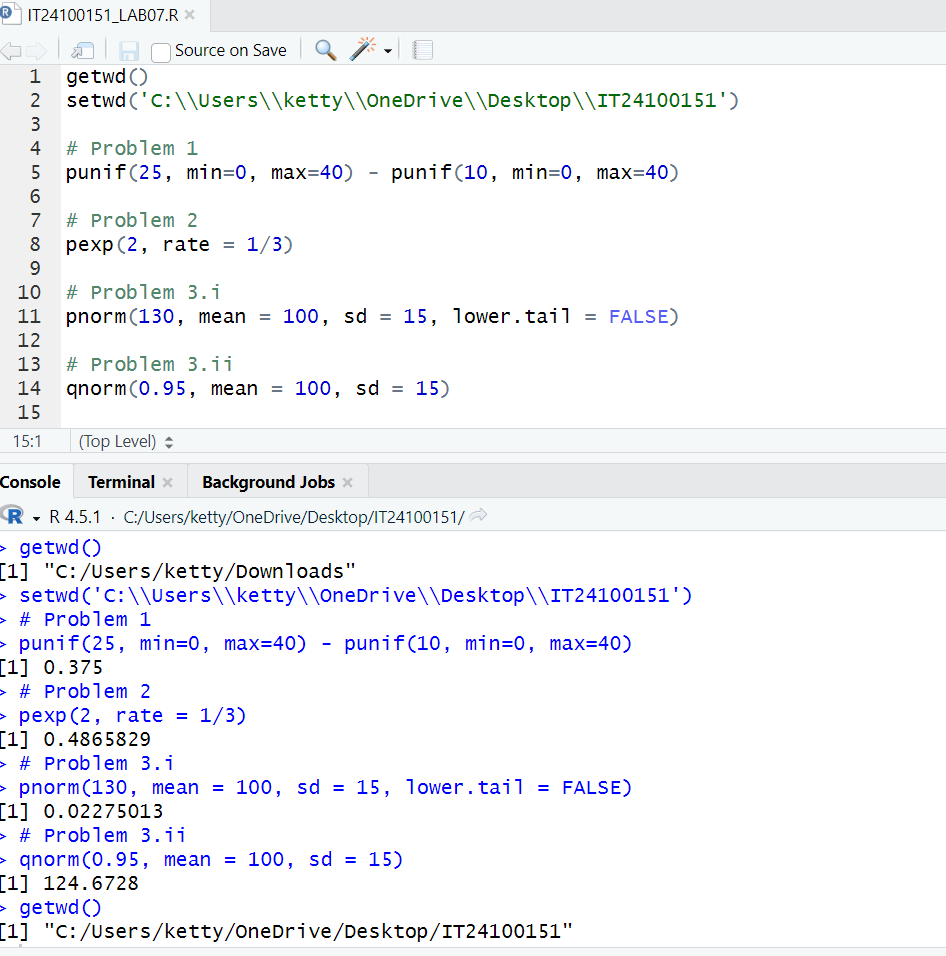 IT24100151_LAB07.R
Source on Save
1 getwd()
2 setwd('C:\\Users\\ketty\\OneDrive\\Desktop\\IT24100151')
3
4 # Problem 1
5 punif(25, min=0, max=40) - punif(10, min=0, max=40)
6
7 # Problem 2
8 pexp(2, rate = 1/3)
9
10 # Problem 3.i
11 pnorm(130, mean = 100, sd = 15, lower.tail = FALSE)
12
13 # Problem 3.ii
14 qnorm(0.95, mean = 100, sd = 15)
15
15:1 (Top Level)
Console Terminal Background Jobs
R R 4.5.1 · C:/Users/ketty/OneDrive/Desktop/IT24100151/
> getwd()
[1] "C:/Users/ketty/Downloads"
> setwd('C:\\Users\\ketty\\OneDrive\\Desktop\\IT24100151')
> # Problem 1
> punif(25, min=0, max=40) - punif(10, min=0, max=40)
[1] 0.375
> # Problem 2
> pexp(2, rate = 1/3)
[1] 0.4865829
> # Problem 3.i
> pnorm(130, mean = 100, sd = 15, lower.tail = FALSE)
[1] 0.02275013
> # Problem 3.ii
> qnorm(0.95, mean = 100, sd = 15)
[1] 124.6728
> getwd()
[1] "C:/Users/ketty/OneDrive/Desktop/IT24100151"